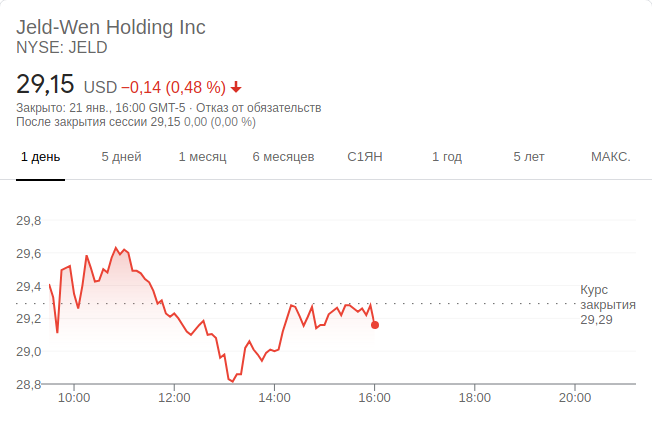 Jeld-Wen Holding Inc
NYSE: JELD
29,15 USD −0,14 (0,48 %)
Закрыто: 21 янв., 16:00 GMT-5 · Отказ от обязательств
После закрытия сессии 29,15 0,00 (0,00 %)
1 день 5 дней 1 месяц 6 месяцев С1ЯН 1 год 5 лет МАКС.
29,8
29,6
29,4
29,2
29,0
28,8
Курс
закрытия
29,29
10:00 12:00 14:00 16:00 18:00 20:00